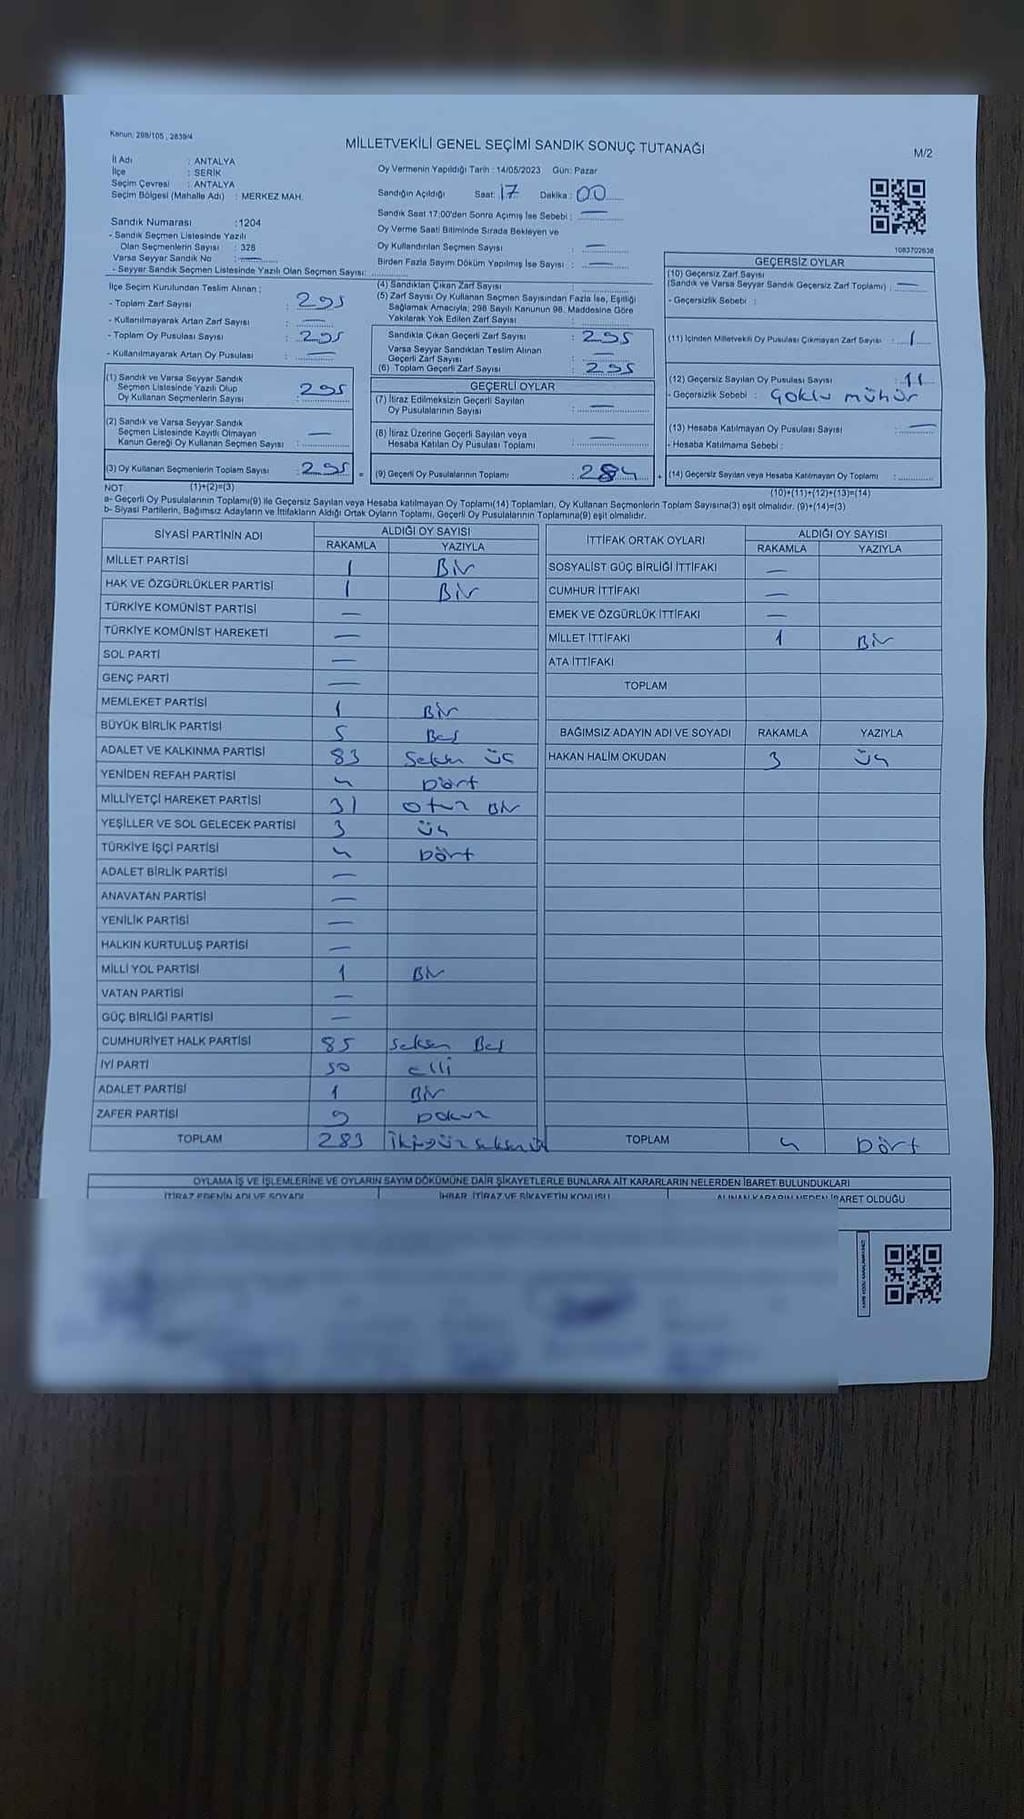 Kanun: 298/105 ; 2839/4
MİLLETVEKİLİ GENEL SEÇİMİ SANDIK SONUÇ TUTANAĞI
M/2
İl Adı : ANTALYA
İlçe : SERİK
Seçim Çevresi : ANTALYA
Seçim Bölgesi (Mahalle Adı) : MERKEZ MAH.
Oy Vermenin Yapıldığı Tarih : 14/05/2023 Gün: Pazar
Sandığın Açıldığı Saat: 17 Dakika : 00
Sandık Saat 17:00'den Sonra Açımış İse Sebebi : —
Oy Verme Saati Bitiminde Sırada Bekleyen ve
Oy Kullandırılan Seçmen Sayısı : —
Birden Fazla Sayım Döküm Yapılmış İse Sayısı : —
Sandık Numarası :1204
- Sandık Seçmen Listesinde Yazılı
Olan Seçmenlerin Sayısı : 328
Varsa Seyyar Sandık No : —
- Seyyar Sandık Seçmen Listesinde Yazılı Olan Seçmen Sayısı:
1083702638
İlçe Seçim Kurulundan Teslim Alınan ;
- Toplam Zarf Sayısı : 295
- Kullanılmayarak Artan Zarf Sayısı : —
- Toplam Oy Pusulası Sayısı : 295
- Kullanılmayarak Artan Oy Pusulası : —
(1) Sandık ve Varsa Seyyar Sandık
Seçmen Listesinde Yazılı Olup
Oy Kullanan Seçmenlerin Sayısı : 295
(2) Sandık ve Varsa Seyyar Sandık
Seçmen Listesinde Kayıtlı Olmayan
Kanun Gereği Oy Kullanan Seçmen Sayısı : —
(3) Oy Kullanan Seçmenlerin Toplam Sayısı : 295
(4) Sandıktan Çıkan Zarf Sayısı :
(5) Zarf Sayısı Oy Kullanan Seçmen Sayısından Fazla İse, Eşitliği
Sağlamak Amacıyla, 298 Sayılı Kanunun 98. Maddesine Göre
Yakılarak Yok Edilen Zarf Sayısı :
Sandıkla Çıkan Geçerli Zarf Sayısı : 295
Varsa Seyyar Sandıktan Teslim Alınan
Geçerli Zarf Sayısı : —
(6) Toplam Geçerli Zarf Sayısı : 295
GEÇERLİ OYLAR
(7) İtiraz Edilmeksizin Geçerli Sayılan
Oy Pusulalarının Sayısı : —
(8) İtiraz Üzerine Geçerli Sayılan veya
Hesaba Katılan Oy Pusulası Toplamı : —
= (9) Geçerli Oy Pusulalarının Toplamı : 284
GEÇERSİZ OYLAR
(10) Geçersiz Zarf Sayısı
(Sandık ve Varsa Seyyar Sandık Geçersiz Zarf Toplamı) : —
- Geçersizlik Sebebi :
(11) İçinden Milletvekili Oy Pusulası Çıkmayan Zarf Sayısı : 1
(12) Geçersiz Sayılan Oy Pusulası Sayısı : 11
- Geçersizlik Sebebi : Çoklu mühür
(13) Hesaba Katılmayan Oy Pusulası Sayısı : —
- Hesaba Katılmama Sebebi :
+ (14) Geçersiz Sayılan veya Hesaba Katılmayan Oy Toplamı :
NOT: (1)+(2)=(3)
(10)+(11)+(12)+(13)=(14)
a- Geçerli Oy Pusulalarının Toplamı(9) ile Geçersiz Sayılan veya Hesaba katılmayan Oy Toplamı(14) Toplamları, Oy Kullanan Seçmenlerin Toplam Sayısına(3) eşit olmalıdır. (9)+(14)=(3)
b- Siyasi Partilerin, Bağımsız Adayların ve İttifakların Aldığı Ortak Oyların Toplamı, Geçerli Oy Pusulalarının Toplamına(9) eşit olmalıdır.
SİYASİ PARTİNİN ADI ALDIĞI OY SAYISI
RAKAMLA YAZIYLA
MİLLET PARTİSİ 1 Bir
HAK VE ÖZGÜRLÜKLER PARTİSİ 1 Bir
TÜRKİYE KOMÜNİST PARTİSİ —
TÜRKİYE KOMÜNİST HAREKETİ —
SOL PARTİ —
GENÇ PARTİ —
MEMLEKET PARTİSİ 1 Bir
BÜYÜK BİRLİK PARTİSİ 5 Beş
ADALET VE KALKINMA PARTİSİ 83 Seksen üç
YENİDEN REFAH PARTİSİ 4 Dört
MİLLİYETÇİ HAREKET PARTİSİ 31 otuz Bir
YEŞİLLER VE SOL GELECEK PARTİSİ 3 üç
TÜRKİYE İŞÇİ PARTİSİ 4 Dört
ADALET BİRLİK PARTİSİ —
ANAVATAN PARTİSİ —
YENİLİK PARTİSİ —
HALKIN KURTULUŞ PARTİSİ —
MİLLİ YOL PARTİSİ 1 Bir
VATAN PARTİSİ —
GÜÇ BİRLİĞİ PARTİSİ —
CUMHURİYET HALK PARTİSİ 85 seksen Beş
İYİ PARTİ 50 elli
ADALET PARTİSİ 1 Bir
ZAFER PARTİSİ 9 Dokuz
TOPLAM 283 İkiyüz seksen üç
İTTİFAK ORTAK OYLARI ALDIĞI OY SAYISI
RAKAMLA YAZIYLA
SOSYALİST GÜÇ BİRLİĞİ İTTİFAKI —
CUMHUR İTTİFAKI —
EMEK VE ÖZGÜRLÜK İTTİFAKI —
MİLLET İTTİFAKI 1 Bir
ATA İTTİFAKI
TOPLAM
BAĞIMSIZ ADAYIN ADI VE SOYADI RAKAMLA YAZIYLA
HAKAN HALİM OKUDAN 3 üç
TOPLAM 4 Dört
OYLAMA İŞ VE İŞLEMLERİNE VE OYLARIN SAYIM DÖKÜMÜNE DAİR ŞİKAYETLERLE BUNLARA AİT KARARLARIN NELERDEN İBARET BULUNDUKLARI
İTİRAZ EDENİN ADI VE SOYADI
İHBAR, İTİRAZ VE ŞİKAYETİN KONUSU
ALINAN KARARIN NEDEN İBARET OLDUĞU